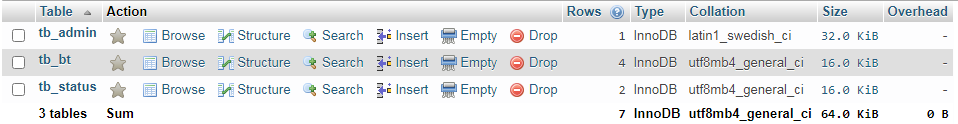 Table Action Rows Type Collation Size Overhead
tb_admin Browse Structure Search Insert Empty Drop 1 InnoDB latin1_swedish_ci 32.0 KiB -
tb_bt Browse Structure Search Insert Empty Drop 4 InnoDB utf8mb4_general_ci 16.0 KiB -
tb_status Browse Structure Search Insert Empty Drop 2 InnoDB utf8mb4_general_ci 16.0 KiB -
3 tables Sum 7 InnoDB utf8mb4_general_ci 64.0 KiB 0 B